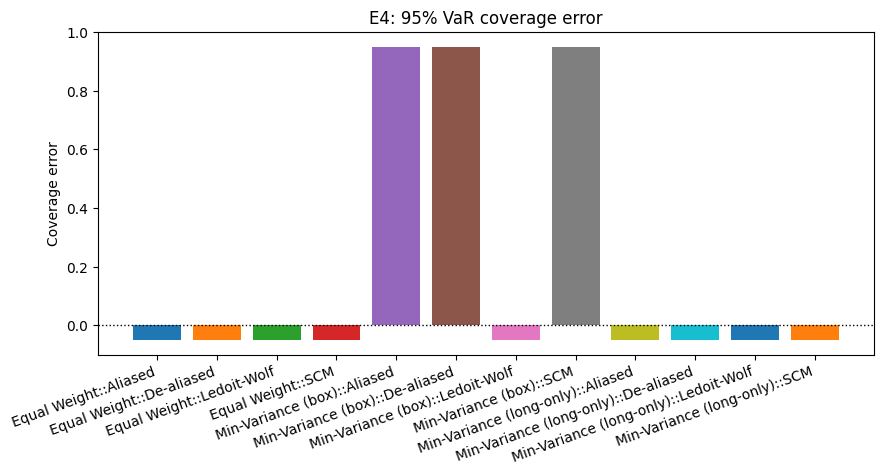 E4: 95% VaR coverage error
Coverage error
1.0
0.8
0.6
0.4
0.2
0.0
Equal Weight::Aliased
Equal Weight::De-aliased
Equal Weight::Ledoit-Wolf
Equal Weight::SCM
Min-Variance (box)::Aliased
Min-Variance (box)::De-aliased
Min-Variance (box)::Ledoit-Wolf
Min-Variance (box)::SCM
Min-Variance (long-only)::Aliased
Min-Variance (long-only)::De-aliased
Min-Variance (long-only)::Ledoit-Wolf
Min-Variance (long-only)::SCM